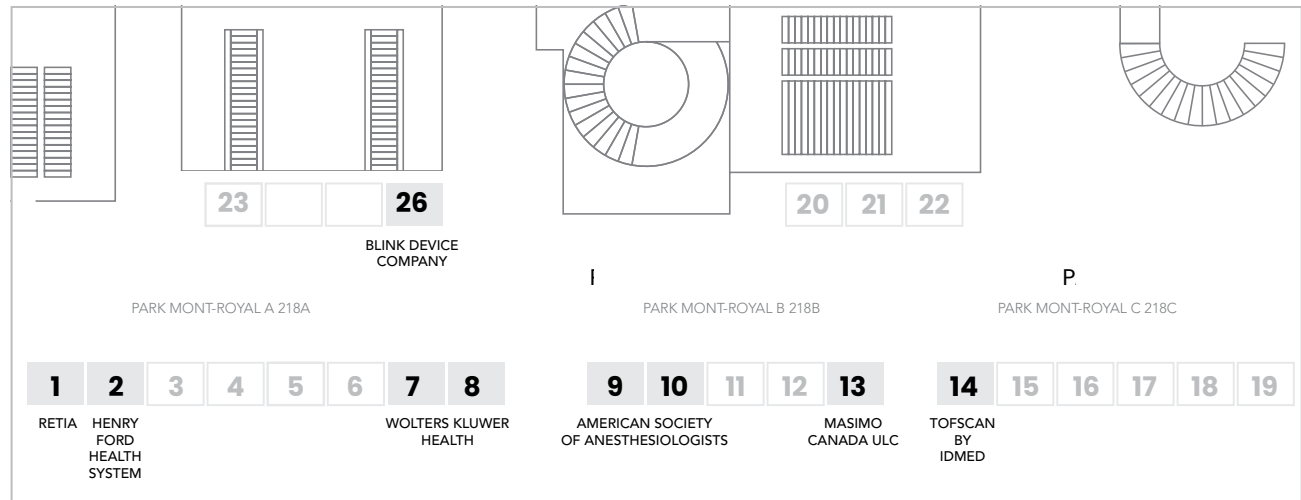 23
26
20
21
22
BLINK DEVICE
COMPANY
P
PARK MONT-ROYAL A 218A
PARK MONT-ROYAL B 218B
PARK MONT-ROYAL C 218C
1
2
3
4
5
6
7
8
9
10
11
12
13
14
15
16
17
18
19
RETIA
HENRY
FORD
HEALTH
SYSTEM
WOLTERS KLUWER
HEALTH
AMERICAN SOCIETY
OF ANESTHESIOLOGISTS
MASIMO
CANADA ULC
TOFSCAN
BY
IDMED